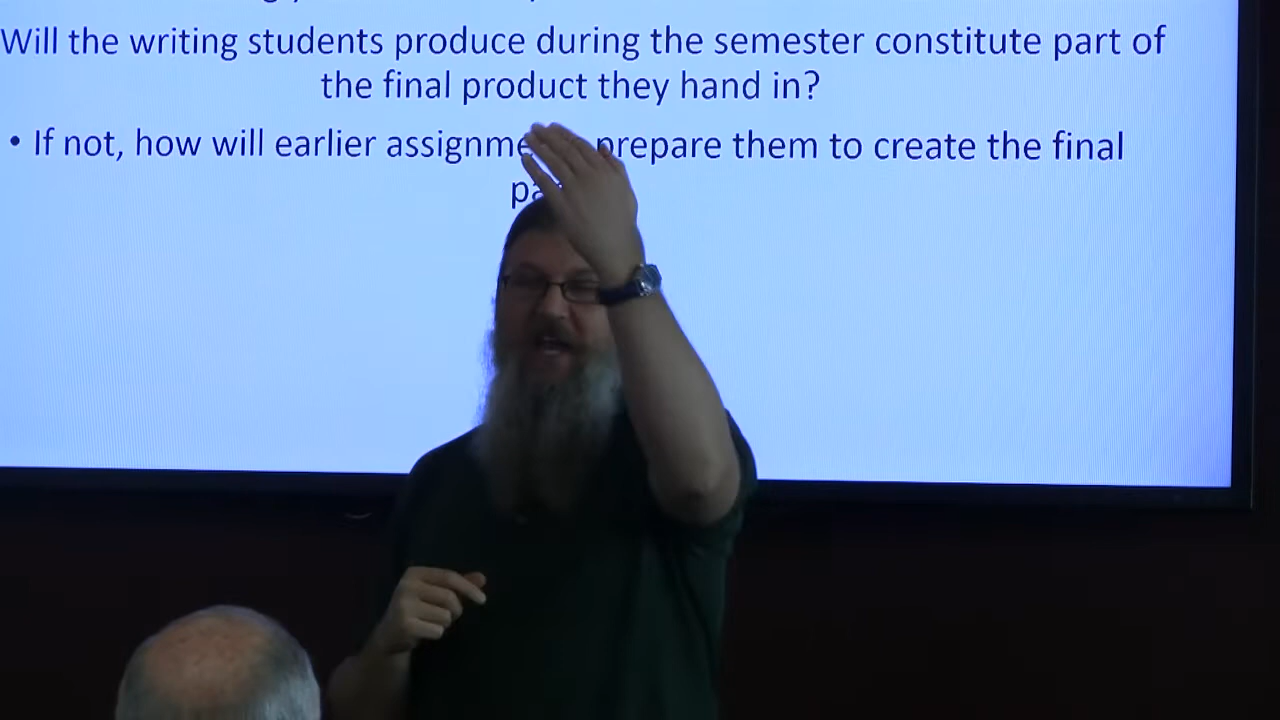 Will the writing students produce during the semester constitute part of
the final product they hand in?
• If not, how will earlier prepare them to create the final